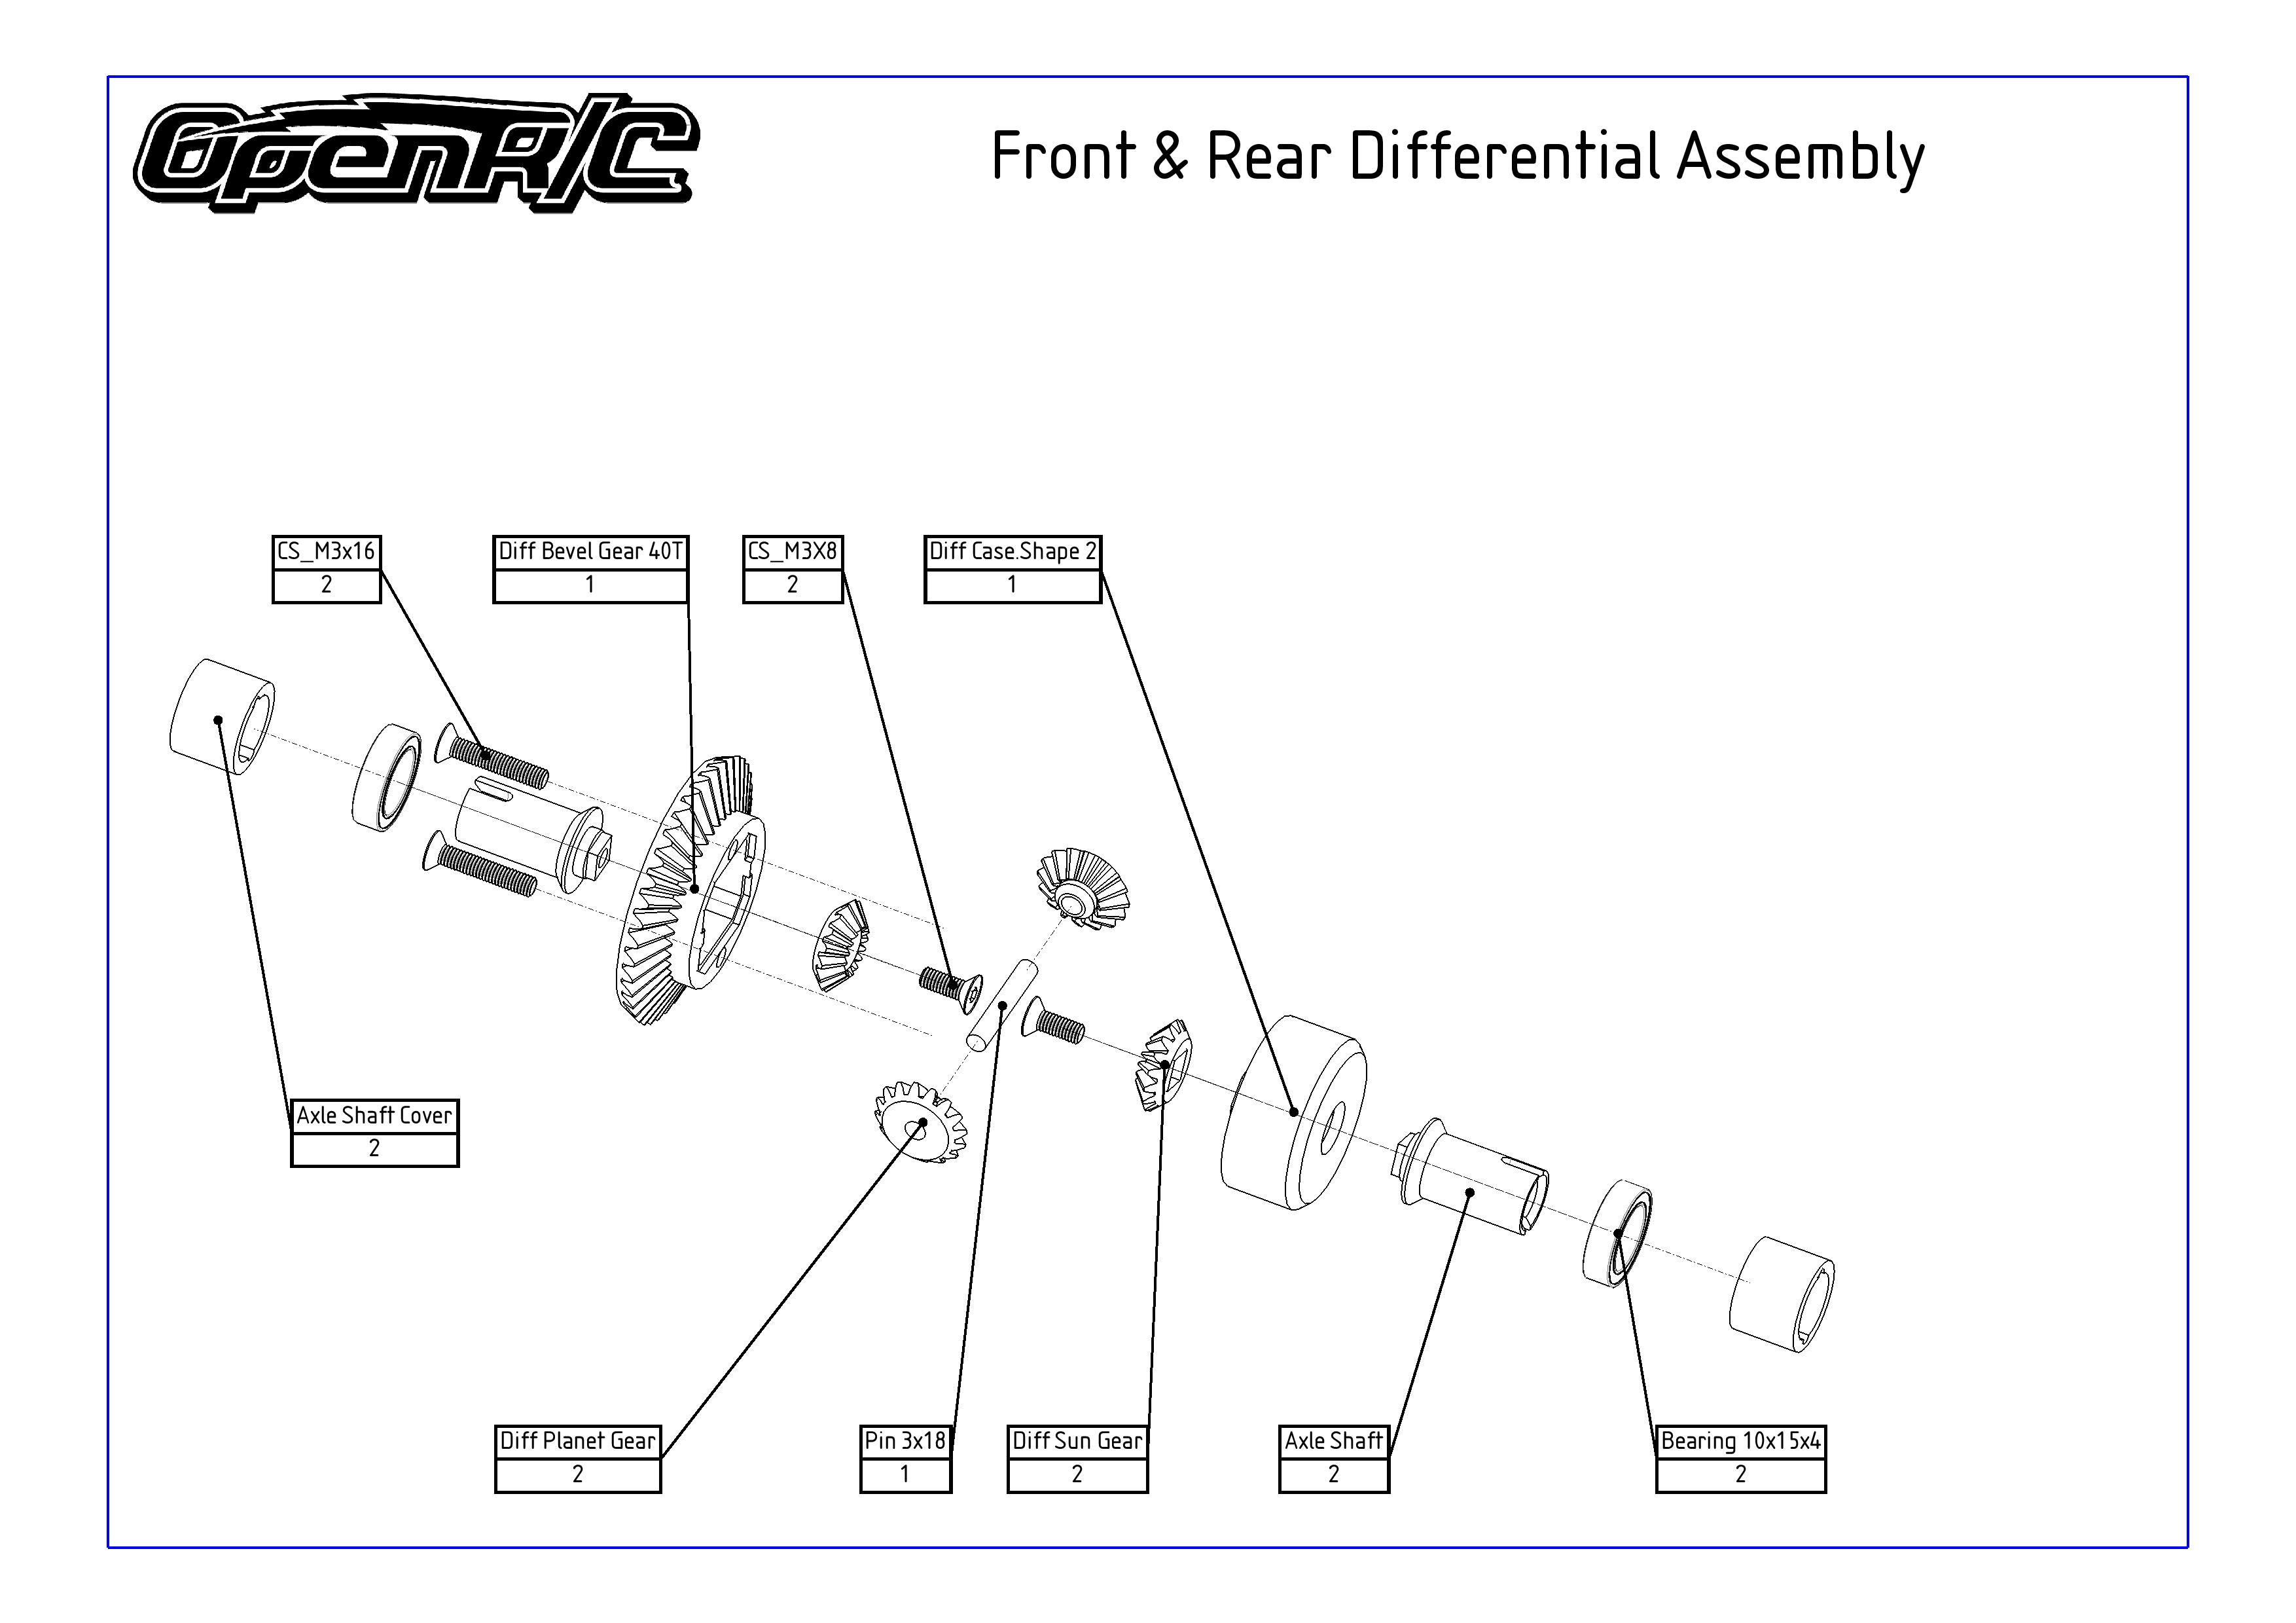 OpenR/C
Front & Rear Differential Assembly
CS_M3x16
2
Diff Bevel Gear 40T
1
CS_M3X8
2
Diff Case.Shape 2
1
Axle Shaft Cover
2
Diff Planet Gear
2
Pin 3x18
1
Diff Sun Gear
2
Axle Shaft
2
Bearing 10x15x4
2